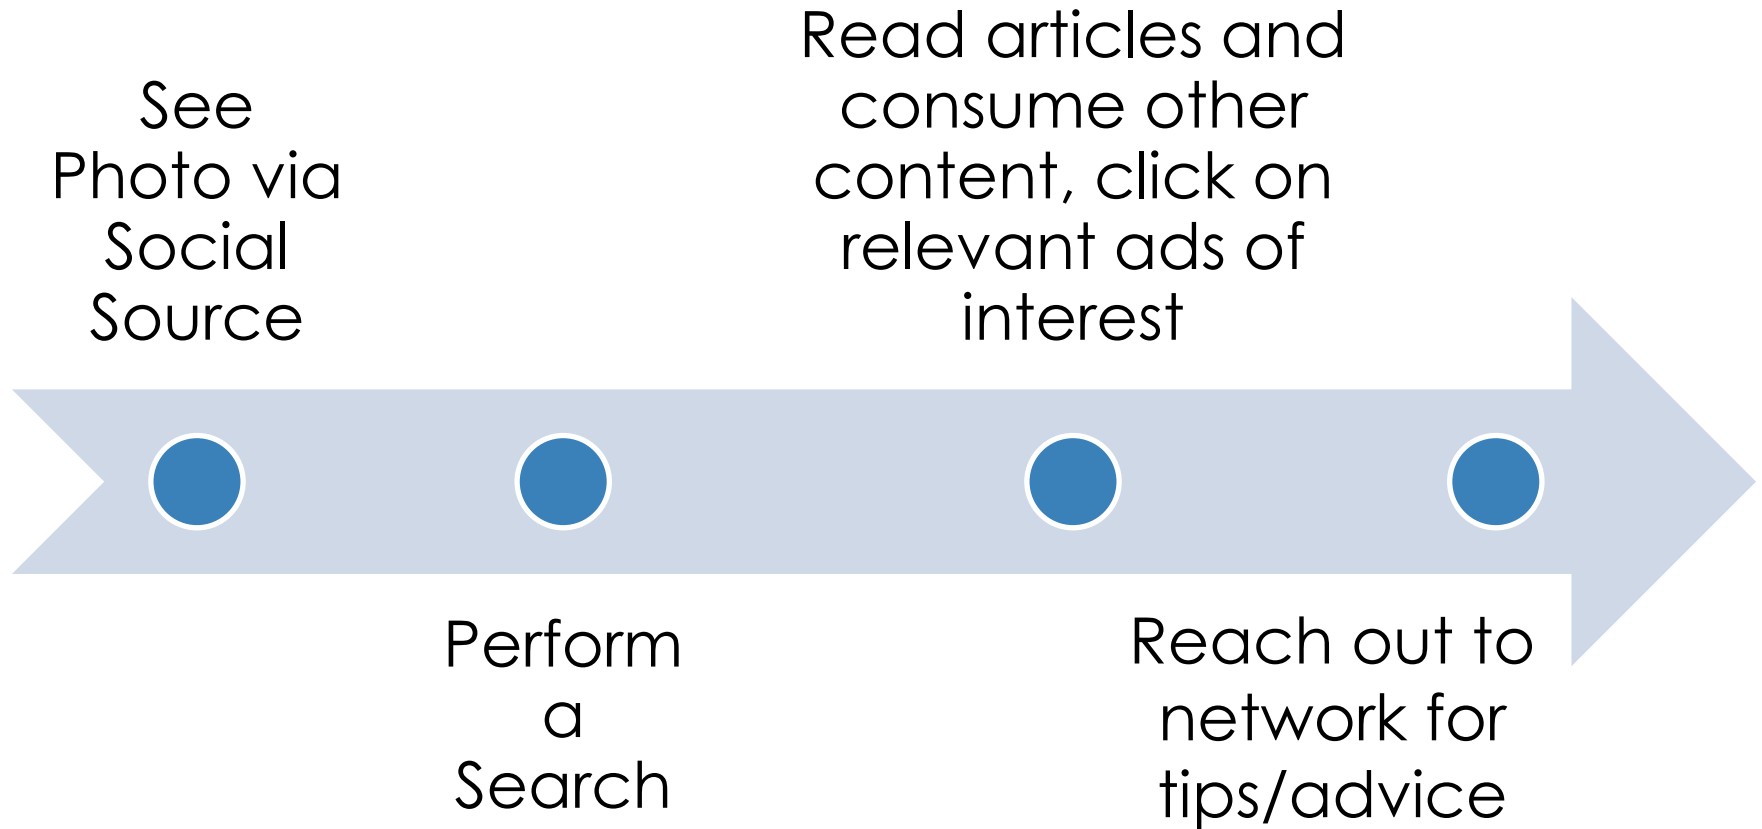 See
Photo via
Social
Source
Perform
a
Search
Read articles and
consume other
content, click on
relevant ads of
interest
Reach out to
network for
tips/advice